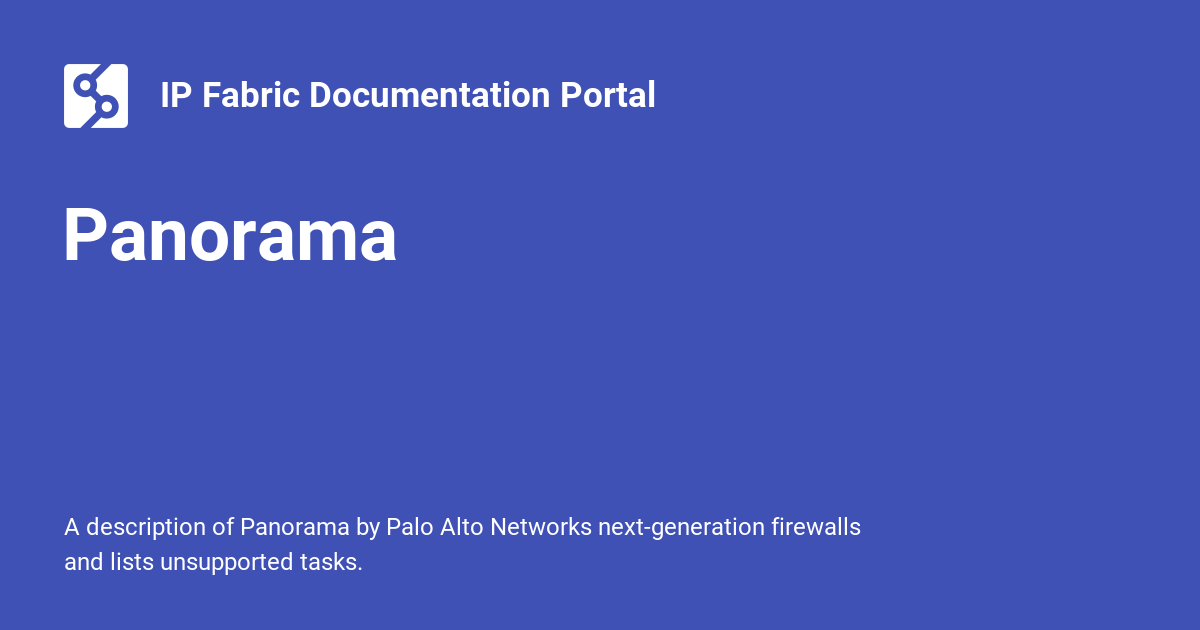 IP Fabric Documentation Portal
Panorama
A description of Panorama by Palo Alto Networks next-generation firewalls
and lists unsupported tasks.